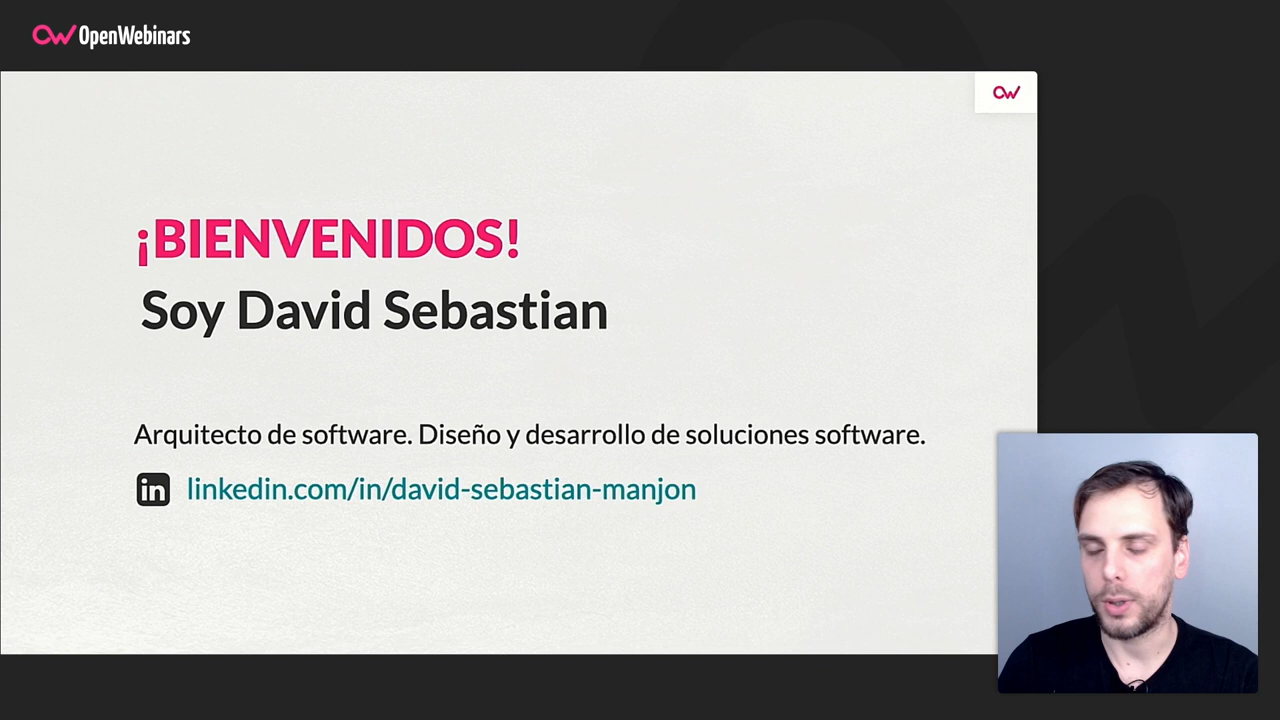 OpenWebinars
¡BIENVENIDOS!
Soy David Sebastian
Arquitecto de software. Diseño y desarrollo de soluciones software.
in linkedin.com/in/david-sebastian-manjon